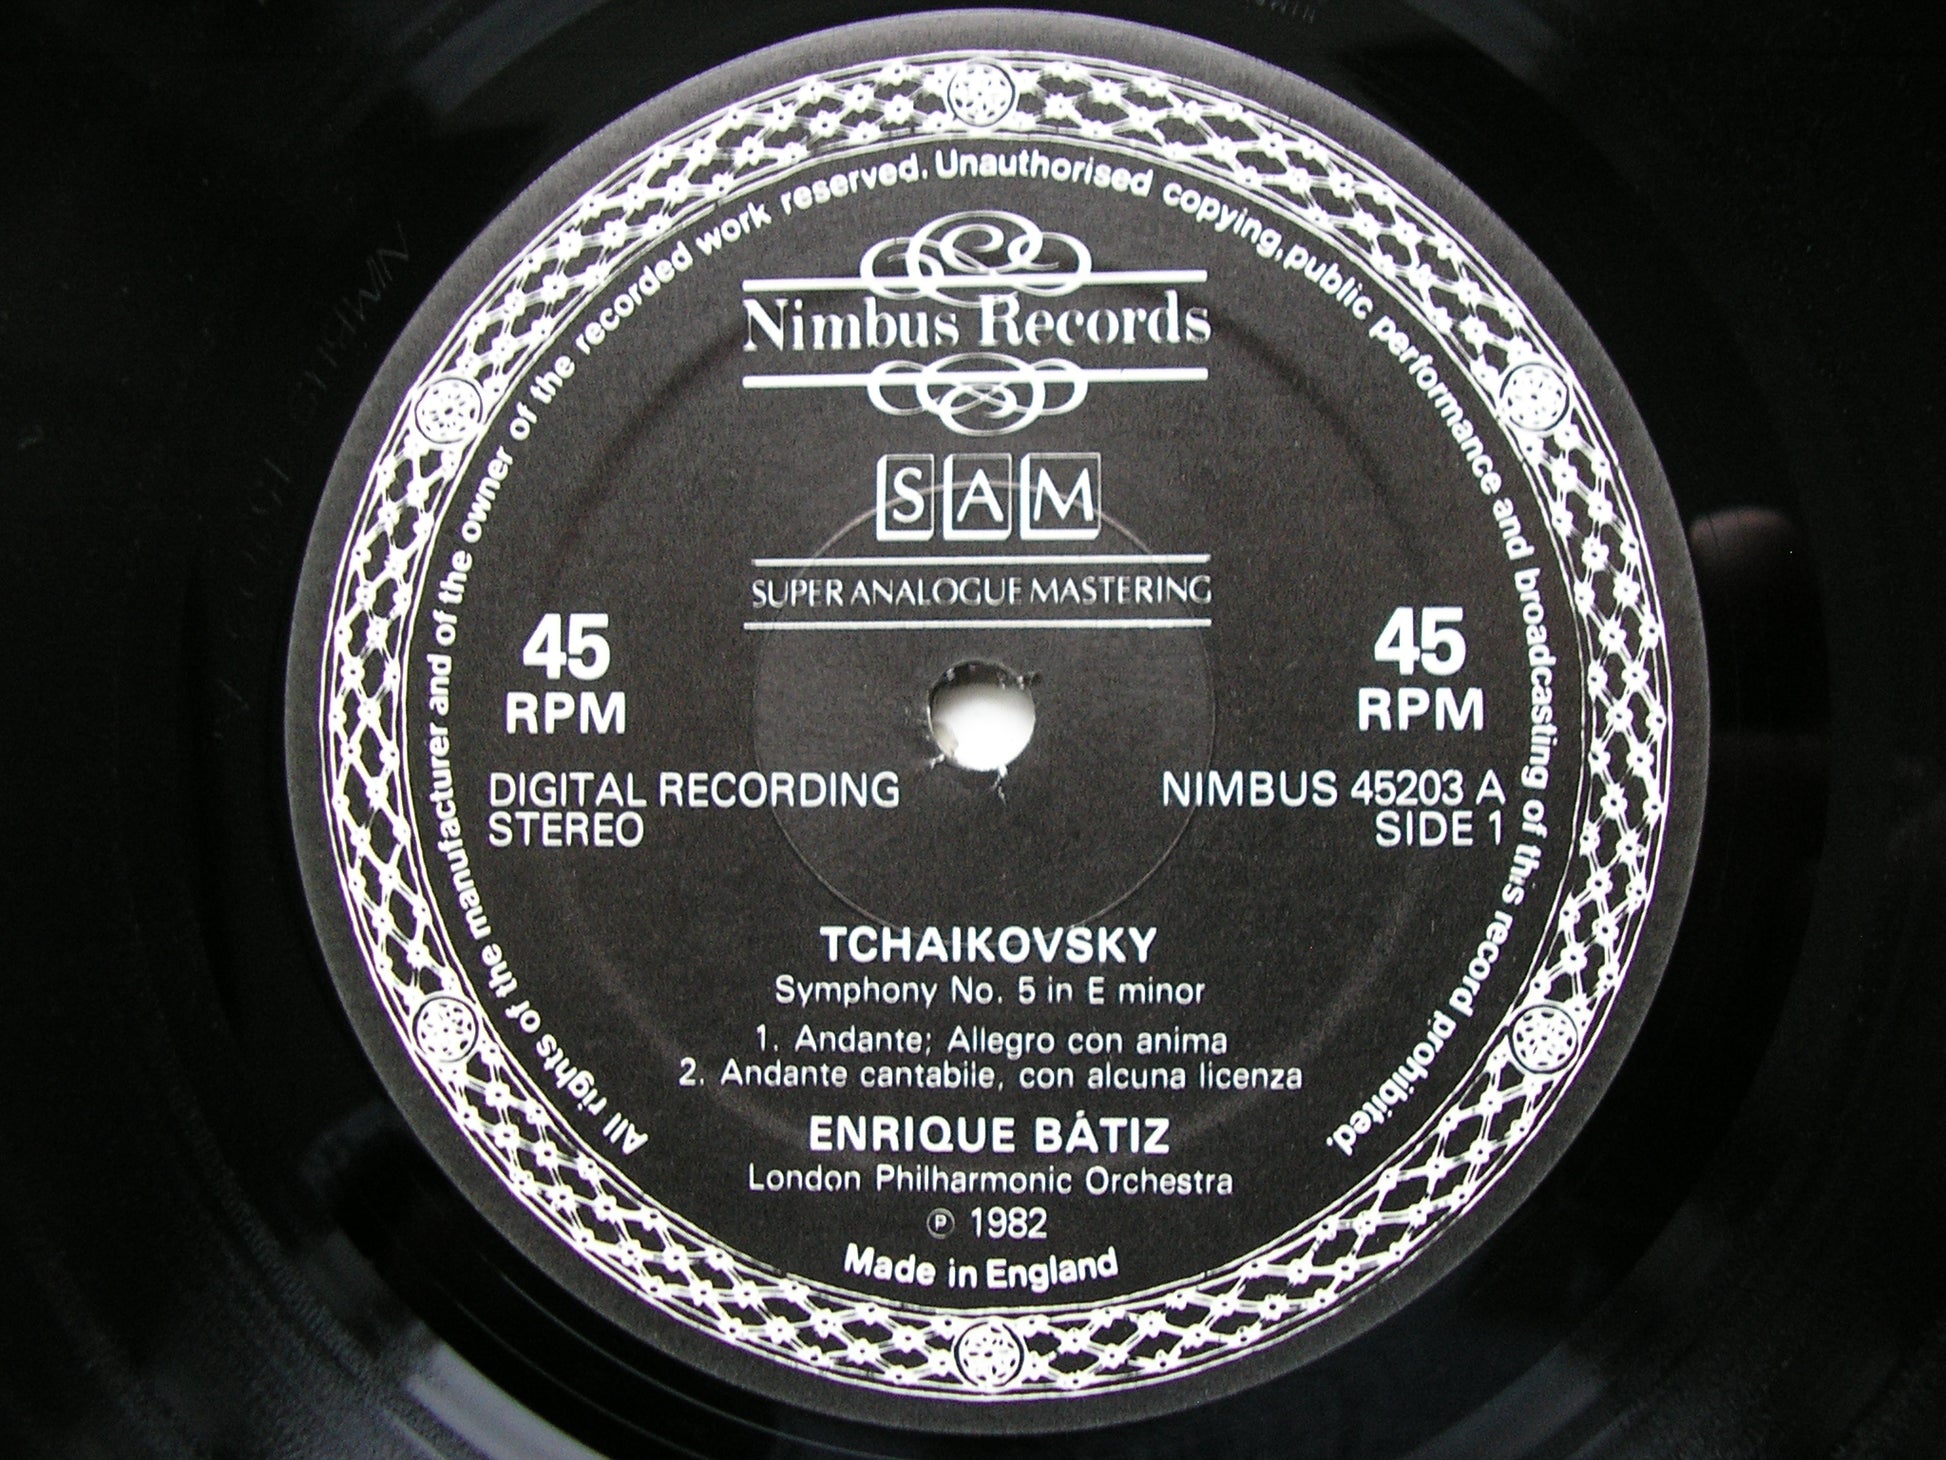 All rights of the manufacturer and of the owner of the recorded work reserved. Unauthorised copying, public performance and broadcasting of this record prohibited.
Nimbus Records
SAM
SUPER ANALOGUE MASTERING
45 RPM
45 RPM
DIGITAL RECORDING
STEREO
NIMBUS 45203 A
SIDE 1
TCHAIKOVSKY
Symphony No. 5 in E minor
1. Andante; Allegro con anima
2. Andante cantabile, con alcuna licenza
ENRIQUE BÁTIZ
London Philharmonic Orchestra
℗ 1982
Made in England